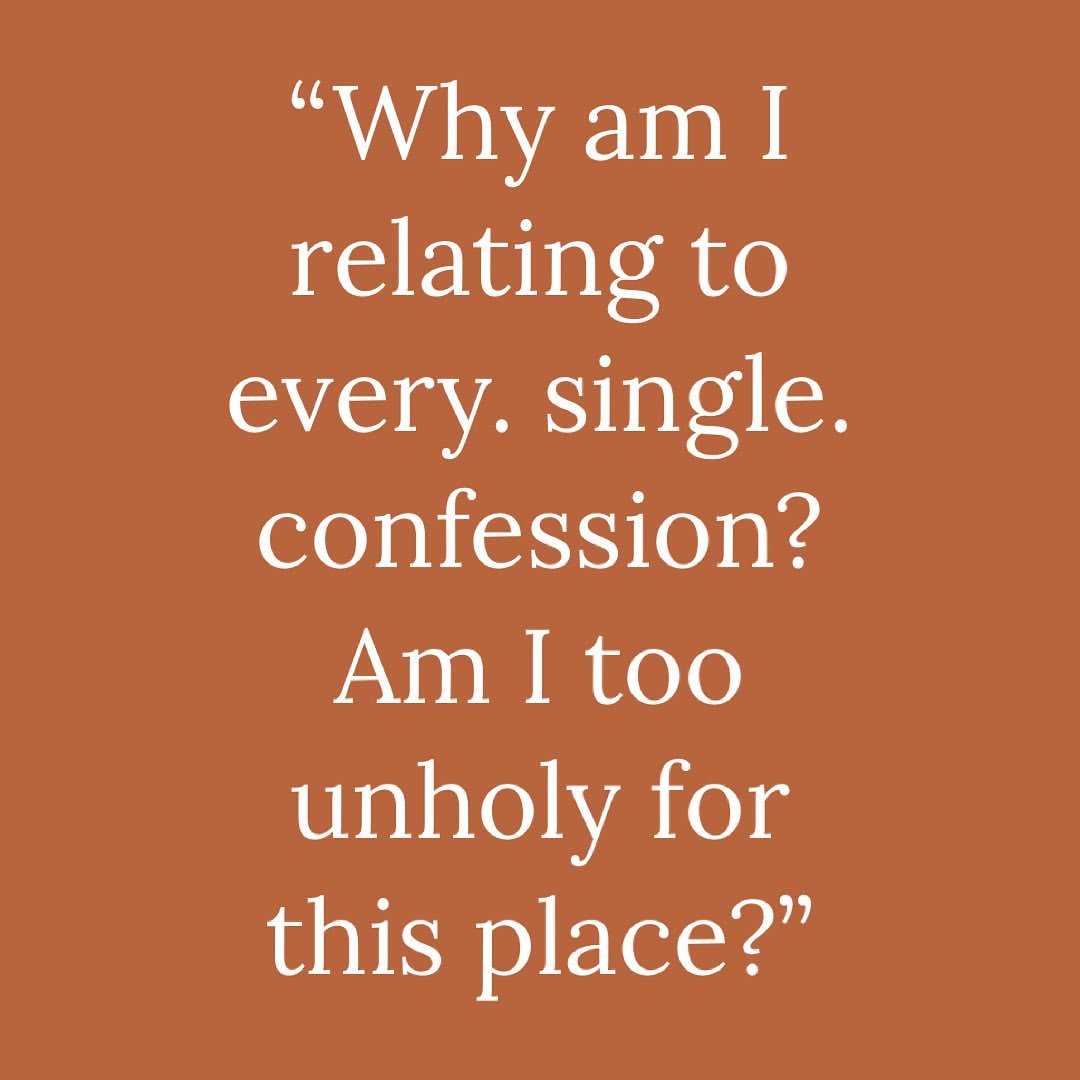 “Why am I
relating to
every. single.
confession?
Am I too
unholy for
this place?”